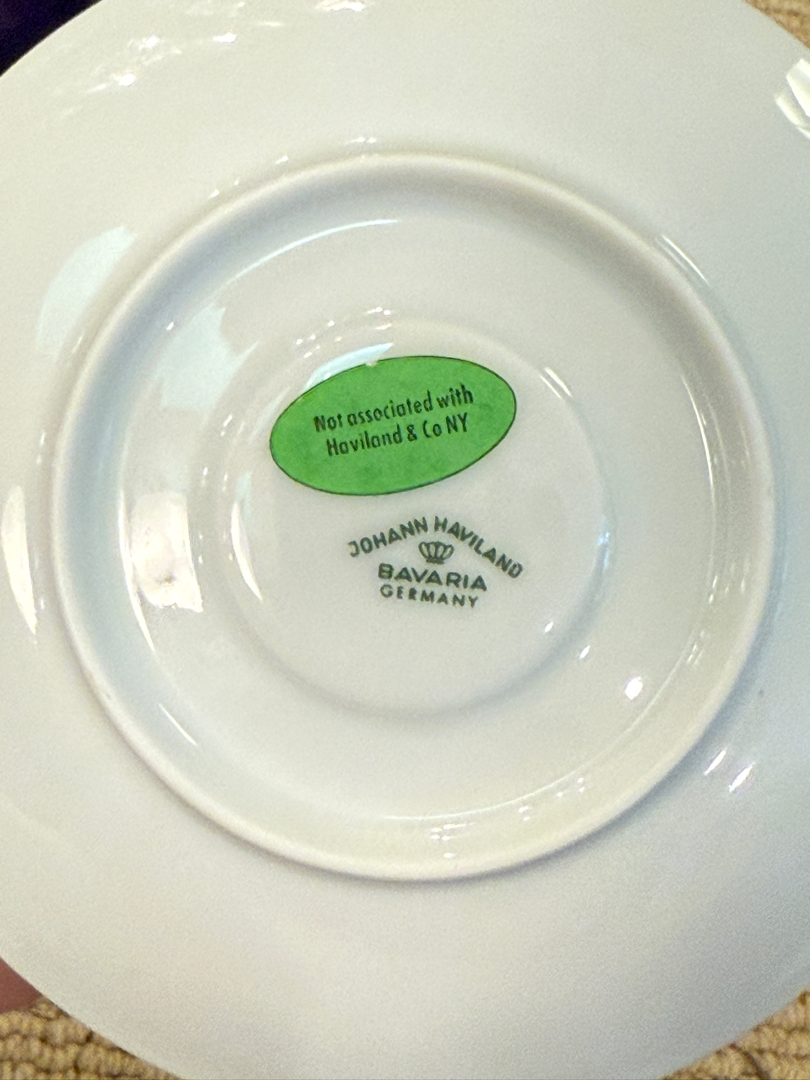 Not associated with
Haviland & Co NY
JOHANN HAVILAND
BAVARIA
GERMANY